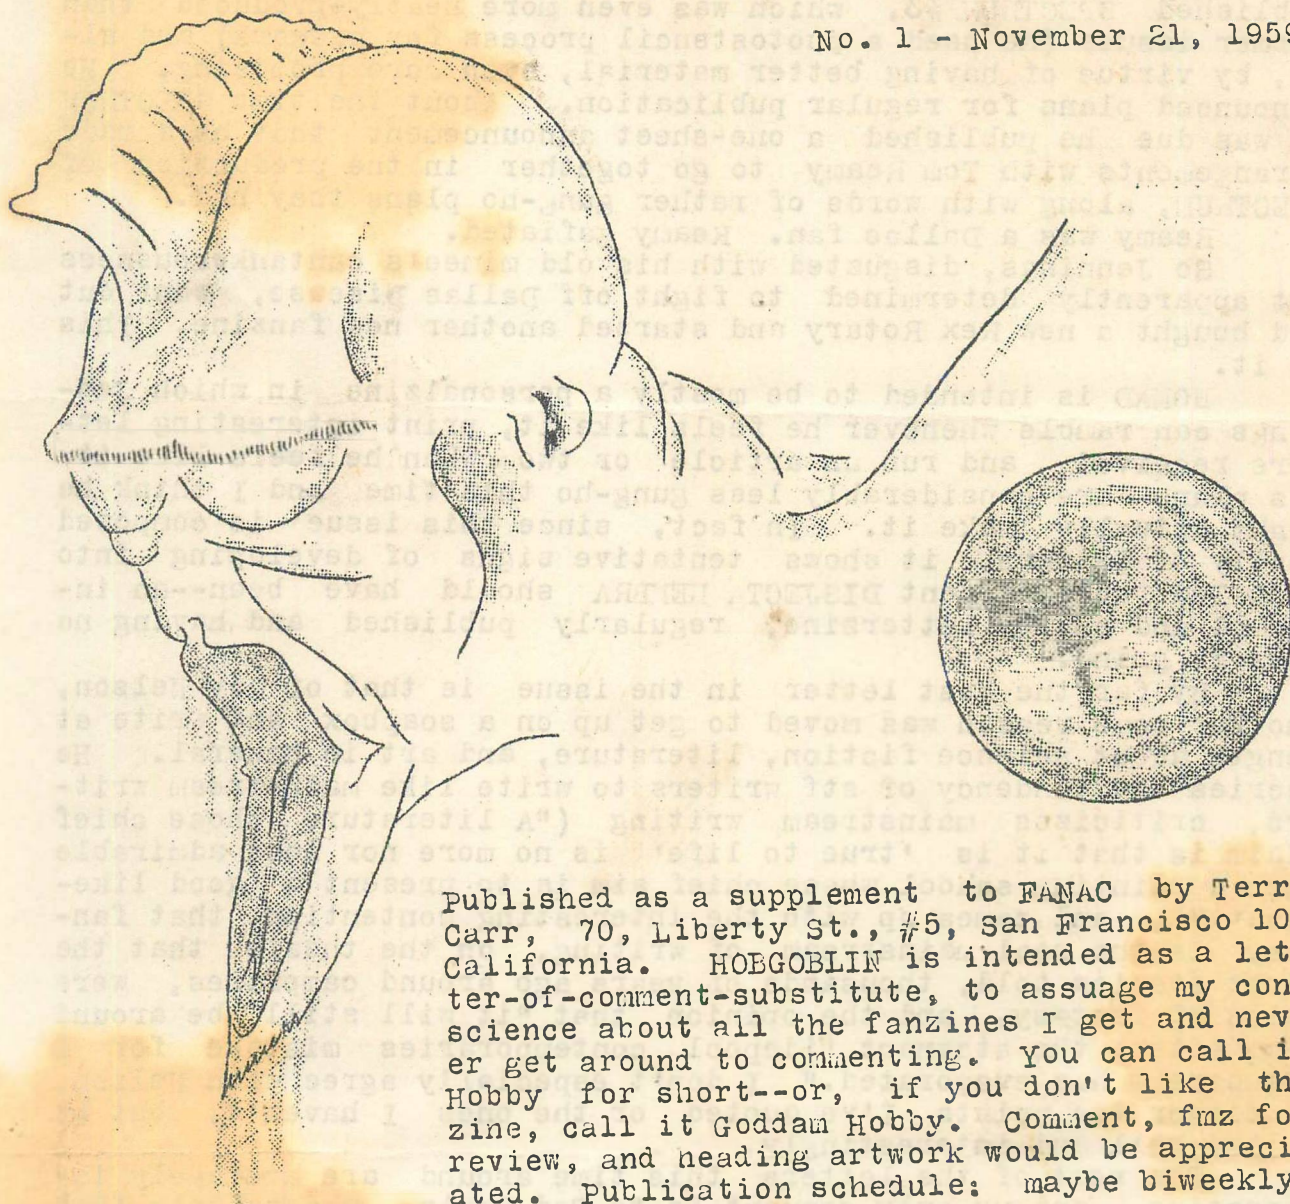 No. 1 - November 21, 1959
Published as a supplement to FANAC by Terr
Carr, 70, Liberty St., #5, San Francisco 10
California. HOBGOBLIN is intended as a let
ter-of-comment-substitute, to assuage my con
science about all the fanzines I get and nev
er get around to commenting. You can call i
Hobby for short--or, if you don't like th
zine, call it Goddam Hobby. Comment, fmz fo
review, and heading artwork would be appreci
ated. Publication schedule: maybe biweekly